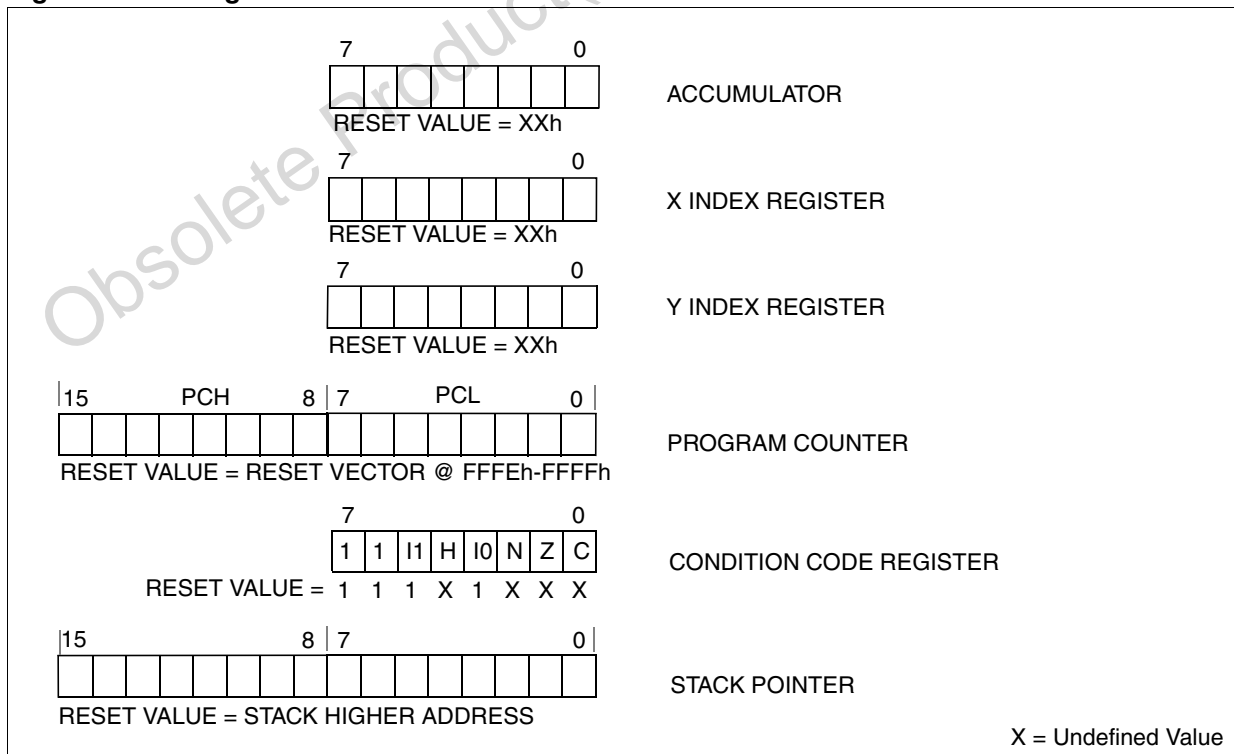 Obsolete Product(
7 0
ACCUMULATOR
RESET VALUE = XXh
7 0
X INDEX REGISTER
RESET VALUE = XXh
7 0
Y INDEX REGISTER
RESET VALUE = XXh
15 PCH 8 7 PCL 0
PROGRAM COUNTER
RESET VALUE = RESET VECTOR @ FFFEh-FFFFh
7 0
1 1 I1 H I0 N Z C
CONDITION CODE REGISTER
RESET VALUE = 1 1 1 X 1 X X X
15 8 7 0
STACK POINTER
RESET VALUE = STACK HIGHER ADDRESS
X = Undefined Value